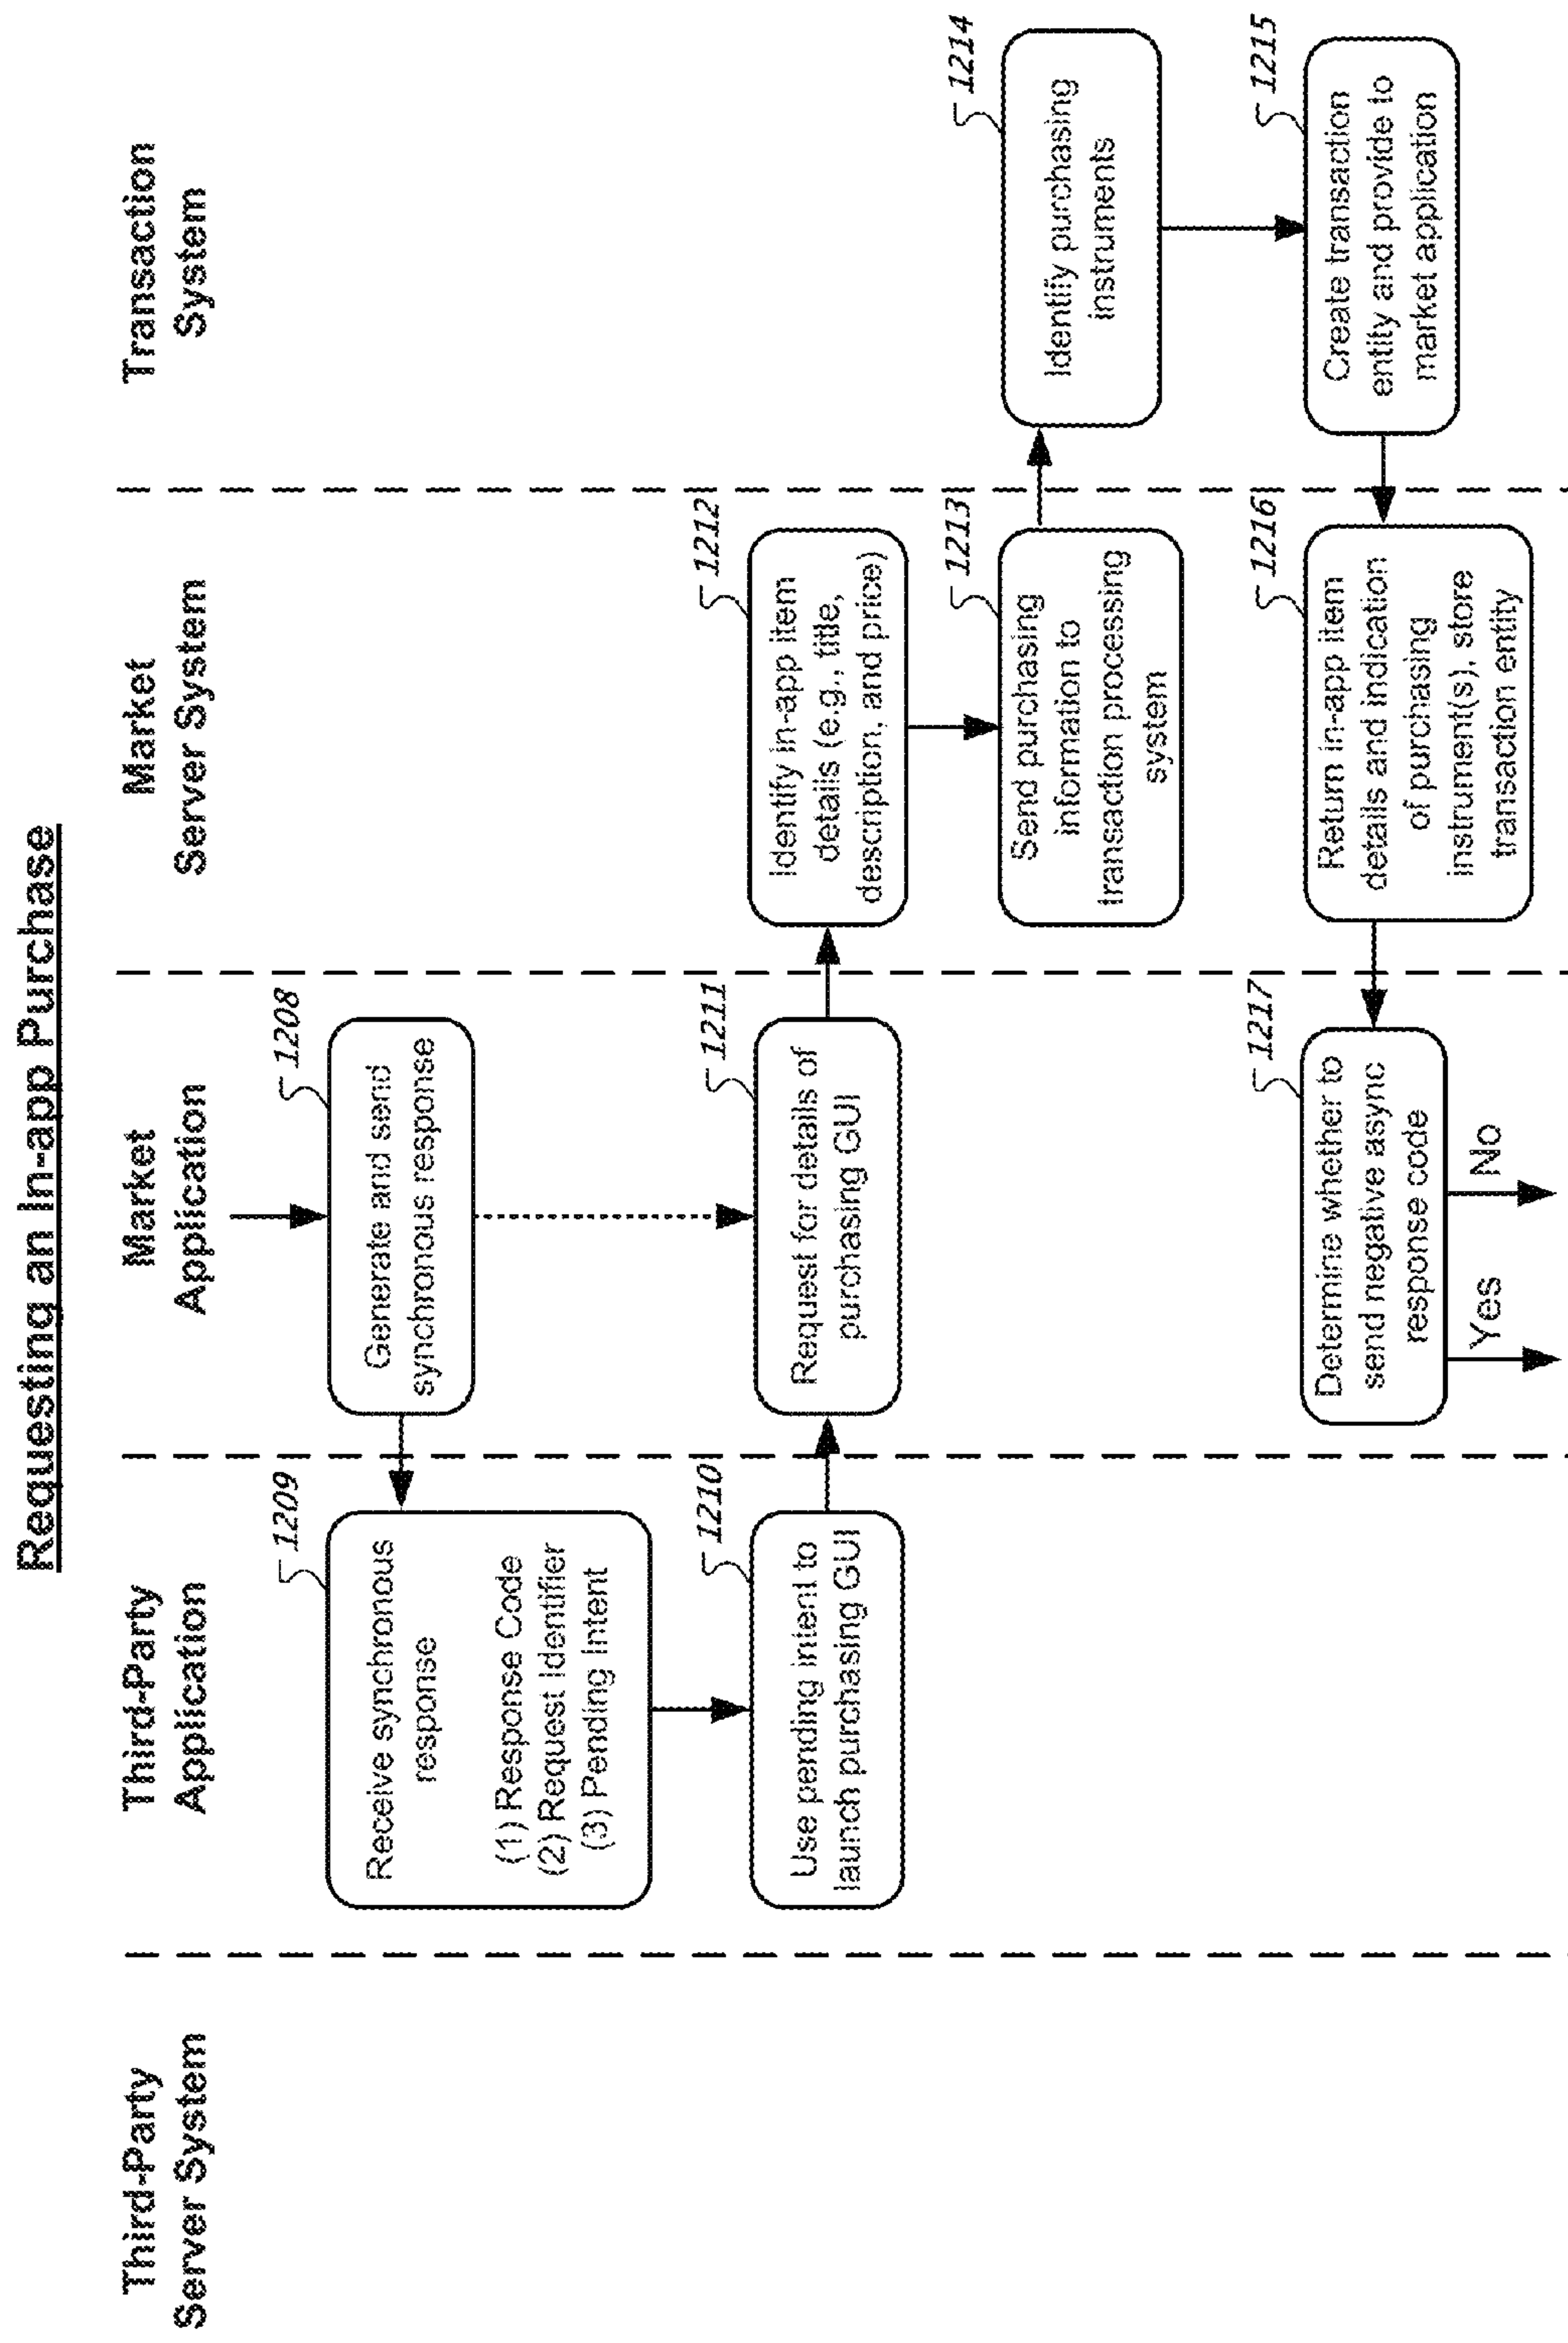 Requesting an In-app Purchase
Third-Party
Server System
Third-Party
Application
Market
Application
Market
Server System
Transaction
System
1208
Generate and send
synchronous response
1209
Receive synchronous
response
(1) Response Code
(2) Request Identifier
(3) Pending Intent
1210
Use pending intent to
launch purchasing GUI
1211
Request for details of
purchasing GUI
1212
Identify in-app item
details (e.g., title,
description, and price)
1213
Send purchasing
information to
transaction processing
system
1214
Identify purchasing
instruments
1215
Create transaction
entity and provide to
market application
1216
Return in-app item
details and indication
of purchasing
instrument(s), store
transaction entity
1217
Determine whether to
send negative async
response code
Yes
No